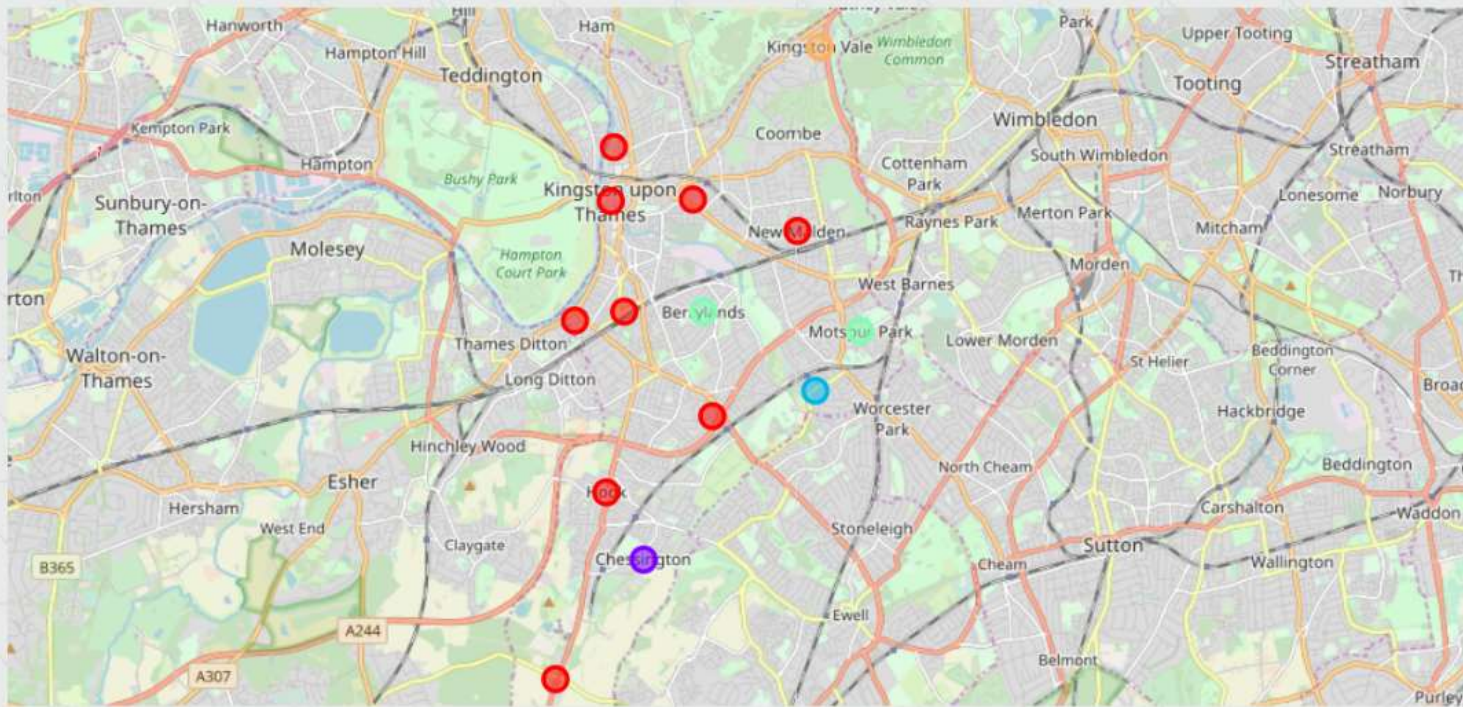 Hanworth
Hill
Ham
Park
Upper Tooting
Hampton Hill
Kingston Vale
Wimbledon
Common
Streatham
Teddington
Tooting
Kempton Park
Coombe
Wimbledon
Hampton
Bushy Park
Cottenham
Park
South Wimbledon
Streatham
Kingston upon
Thames
Sunbury-on-
Thames
Lonesome
Norbury
Molesey
New Malden
Raynes Park
Merton Park
Mitcham
Hampton
Court Park
Morden
West Barnes
Berrylands
Motspur Park
Thames Ditton
Lower Morden
St Helier
Beddington
Corner
Walton-on-
Thames
Long Ditton
Worcester
Park
Hackbridge
Hinchley Wood
Esher
Hook
North Cheam
Beddington
Hersham
West End
Carshalton
Waddon
Claygate
Stoneleigh
Sutton
B365
Chessington
Cheam
Wallington
Ewell
A244
A307
Belmont
Purley